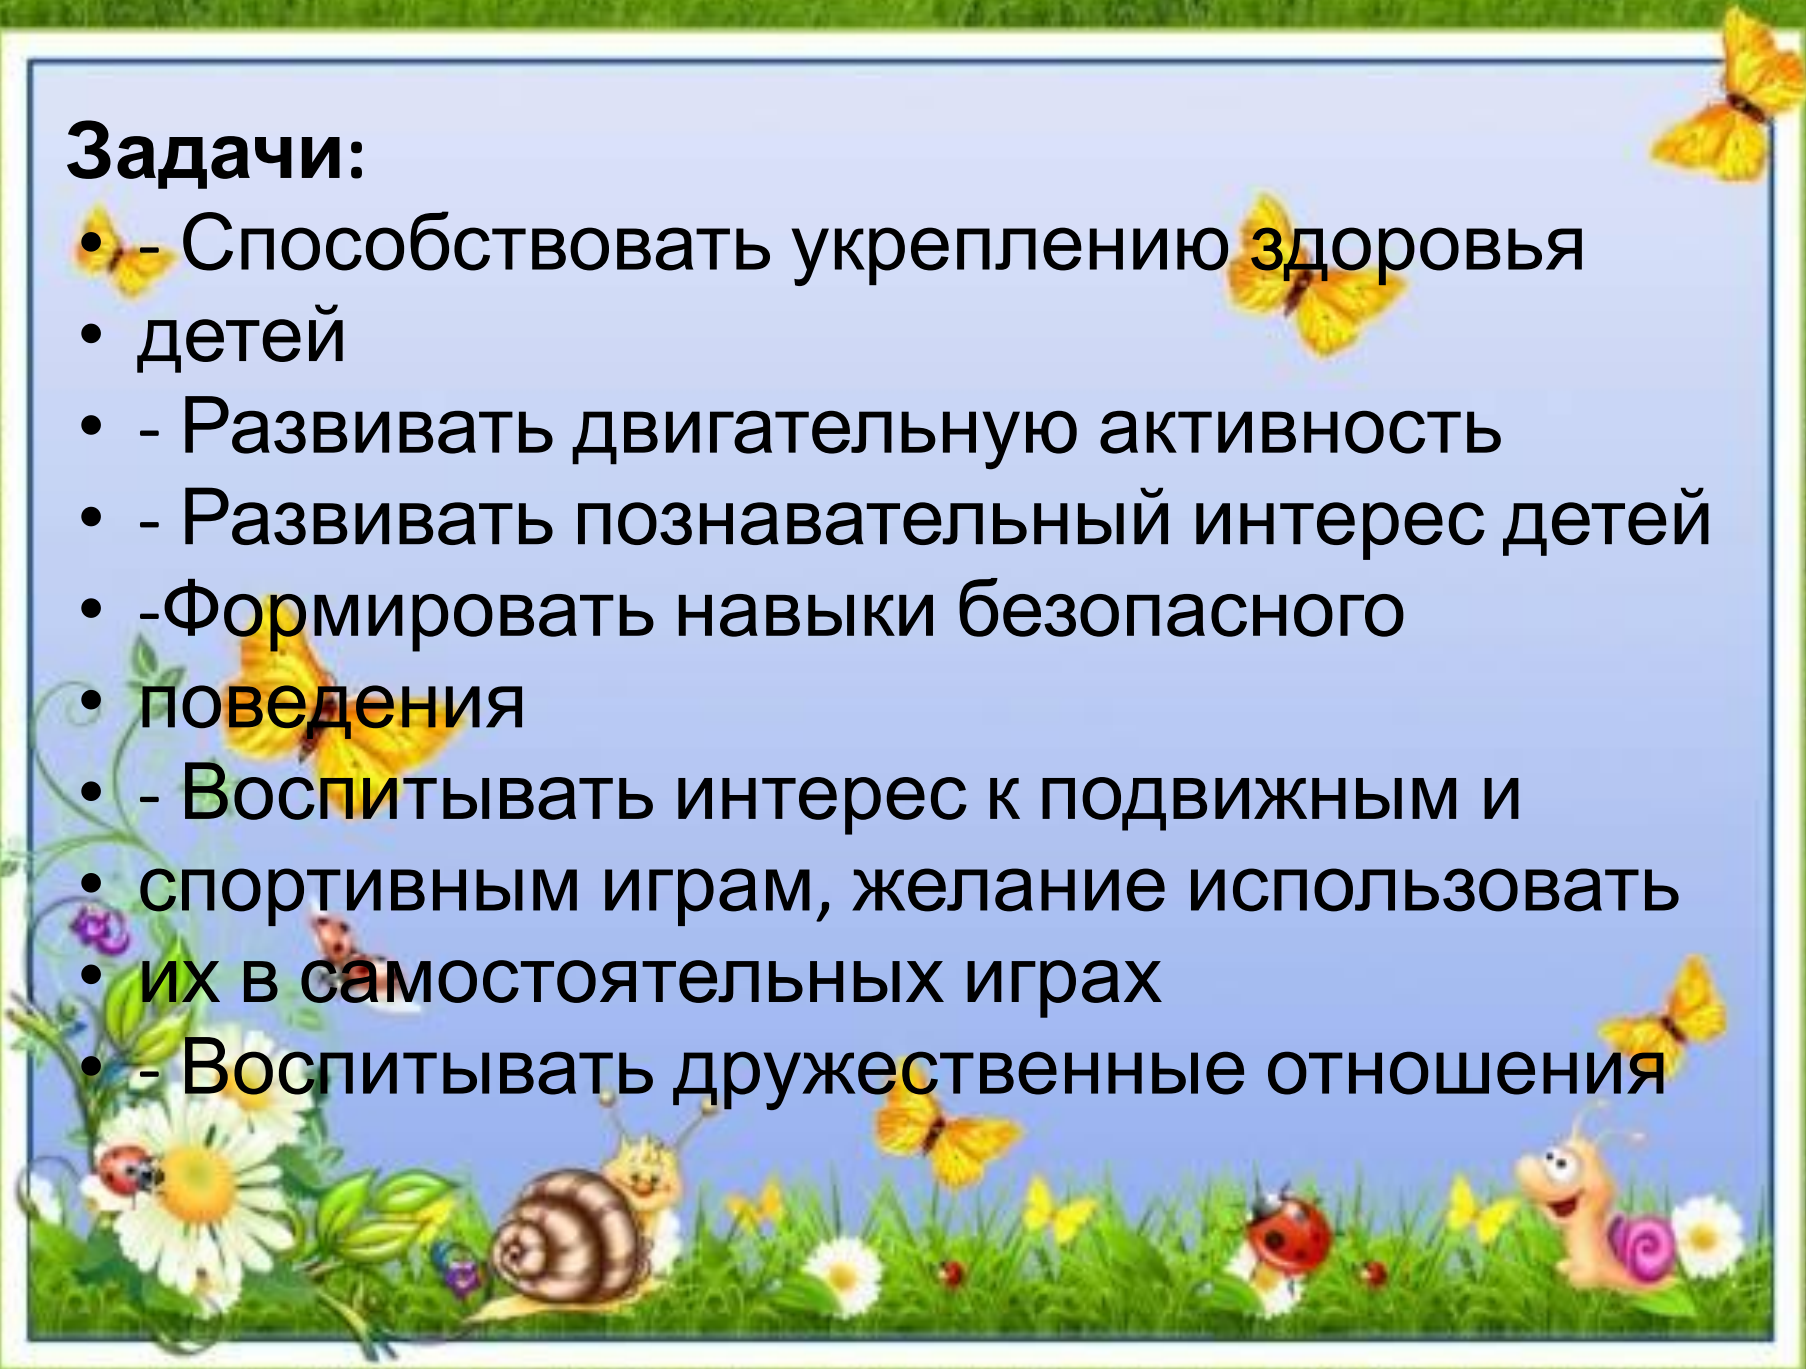 Задачи:
• - Способствовать укреплению здоровья
• детей
• - Развивать двигательную активность
• - Развивать познавательный интерес детей
• -Формировать навыки безопасного
• поведения
• - Воспитывать интерес к подвижным и
• спортивным играм, желание использовать
• их в самостоятельных играх
• - Воспитывать дружественные отношения